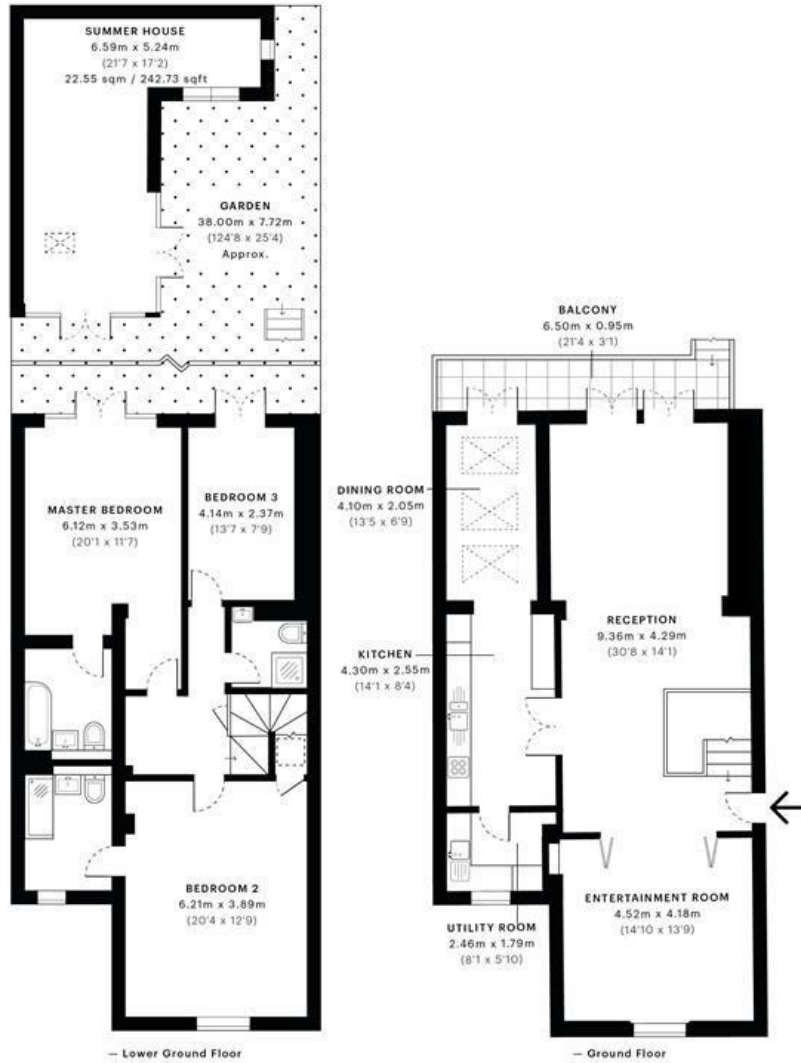 SUMMER HOUSE
6.59m x 5.24m
(21'7 x 17'2)
22.55 sqm / 242.73 sqft
GARDEN
38.00m x 7.72m
(124'8 x 25'4)
Approx.
MASTER BEDROOM
6.12m x 3.53m
(20'1 x 11'7)
BEDROOM 3
4.14m x 2.37m
(13'7 x 7'9)
BEDROOM 2
6.21m x 3.89m
(20'4 x 12'9)
— Lower Ground Floor
BALCONY
6.50m x 0.95m
(21'4 x 3'1)
DINING ROOM
4.10m x 2.05m
(13'5 x 6'9)
RECEPTION
9.36m x 4.29m
(30'8 x 14'1)
KITCHEN
4.30m x 2.55m
(14'1 x 8'4)
ENTERTAINMENT ROOM
4.52m x 4.18m
(14'10 x 13'9)
UTILITY ROOM
2.46m x 1.79m
(8'1 x 5'10)
— Ground Floor